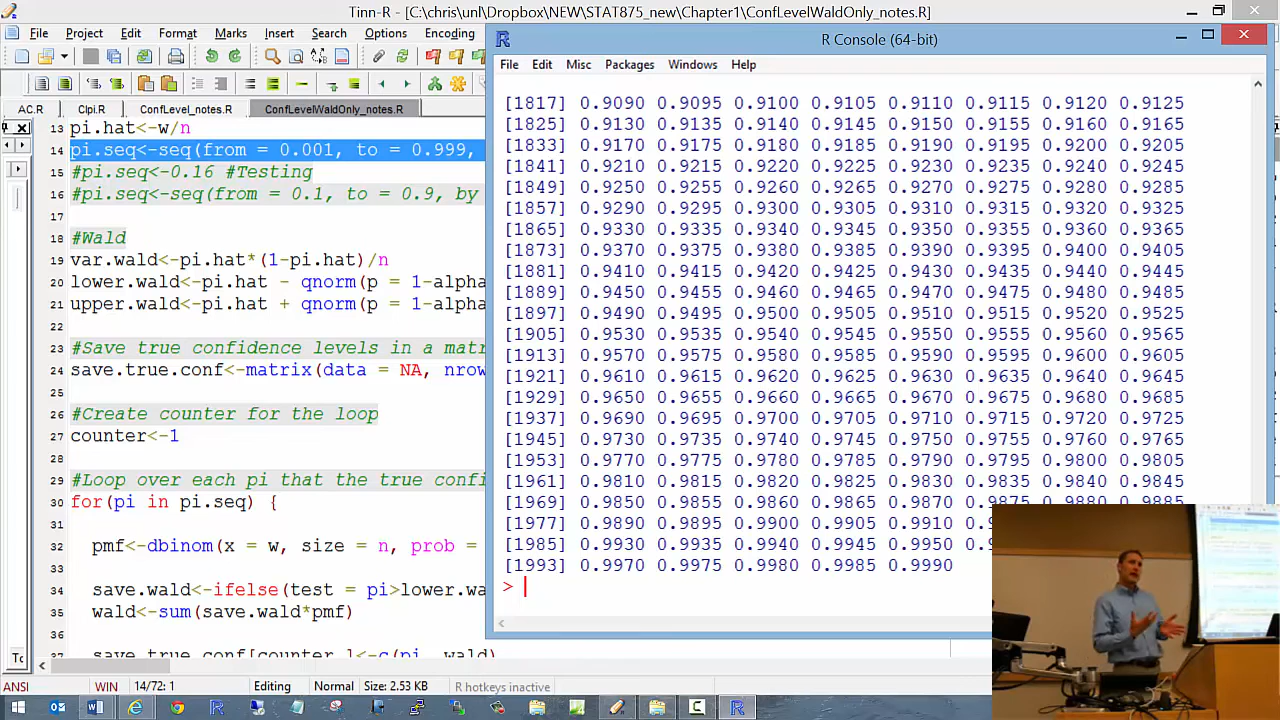 Tinn-R - [C:\chris\unl\Dropbox\NEW\STAT875_new\Chapter1\ConfLevelWaldOnly_notes.R]
File Project Edit Format Marks Insert Search Options Encoding
AC.R Clpi.R ConfLevel_notes.R ConfLevelWaldOnly_notes.R
13 pi.hat<-w/n
14 pi.seq<-seq(from = 0.001, to = 0.999,
15 #pi.seq<-0.16 #Testing
16 #pi.seq<-seq(from = 0.1, to = 0.9, by
17
18 #Wald
19 var.wald<-pi.hat*(1-pi.hat)/n
20 lower.wald<-pi.hat - qnorm(p = 1-alpha
21 upper.wald<-pi.hat + qnorm(p = 1-alpha
22
23 #Save true confidence levels in a matr
24 save.true.conf<-matrix(data = NA, nrow
25
26 #Create counter for the loop
27 counter<-1
28
29 #Loop over each pi that the true confi
30 for(pi in pi.seq) {
31
32 pmf<-dbinom(x = w, size = n, prob =
33
34 save.wald<-ifelse(test = pi>lower.wa
35 wald<-sum(save.wald*pmf)
36
37 save.true.conf[counter,]<-c(pi, wald)
To
ANSI WIN 14/72: 1 Editing Normal Size: 2.53 KB R hotkeys inactive
R Console (64-bit)
File Edit Misc Packages Windows Help
[1817] 0.9090 0.9095 0.9100 0.9105 0.9110 0.9115 0.9120 0.9125
[1825] 0.9130 0.9135 0.9140 0.9145 0.9150 0.9155 0.9160 0.9165
[1833] 0.9170 0.9175 0.9180 0.9185 0.9190 0.9195 0.9200 0.9205
[1841] 0.9210 0.9215 0.9220 0.9225 0.9230 0.9235 0.9240 0.9245
[1849] 0.9250 0.9255 0.9260 0.9265 0.9270 0.9275 0.9280 0.9285
[1857] 0.9290 0.9295 0.9300 0.9305 0.9310 0.9315 0.9320 0.9325
[1865] 0.9330 0.9335 0.9340 0.9345 0.9350 0.9355 0.9360 0.9365
[1873] 0.9370 0.9375 0.9380 0.9385 0.9390 0.9395 0.9400 0.9405
[1881] 0.9410 0.9415 0.9420 0.9425 0.9430 0.9435 0.9440 0.9445
[1889] 0.9450 0.9455 0.9460 0.9465 0.9470 0.9475 0.9480 0.9485
[1897] 0.9490 0.9495 0.9500 0.9505 0.9510 0.9515 0.9520 0.9525
[1905] 0.9530 0.9535 0.9540 0.9545 0.9550 0.9555 0.9560 0.9565
[1913] 0.9570 0.9575 0.9580 0.9585 0.9590 0.9595 0.9600 0.9605
[1921] 0.9610 0.9615 0.9620 0.9625 0.9630 0.9635 0.9640 0.9645
[1929] 0.9650 0.9655 0.9660 0.9665 0.9670 0.9675 0.9680 0.9685
[1937] 0.9690 0.9695 0.9700 0.9705 0.9710 0.9715 0.9720 0.9725
[1945] 0.9730 0.9735 0.9740 0.9745 0.9750 0.9755 0.9760 0.9765
[1953] 0.9770 0.9775 0.9780 0.9785 0.9790 0.9795 0.9800 0.9805
[1961] 0.9810 0.9815 0.9820 0.9825 0.9830 0.9835 0.9840 0.9845
[1969] 0.9850 0.9855 0.9860 0.9865 0.9870 0.9875 0.9880 0.9885
[1977] 0.9890 0.9895 0.9900 0.9905 0.9910
[1985] 0.9930 0.9935 0.9940 0.9945 0.9950
[1993] 0.9970 0.9975 0.9980 0.9985 0.9990
>